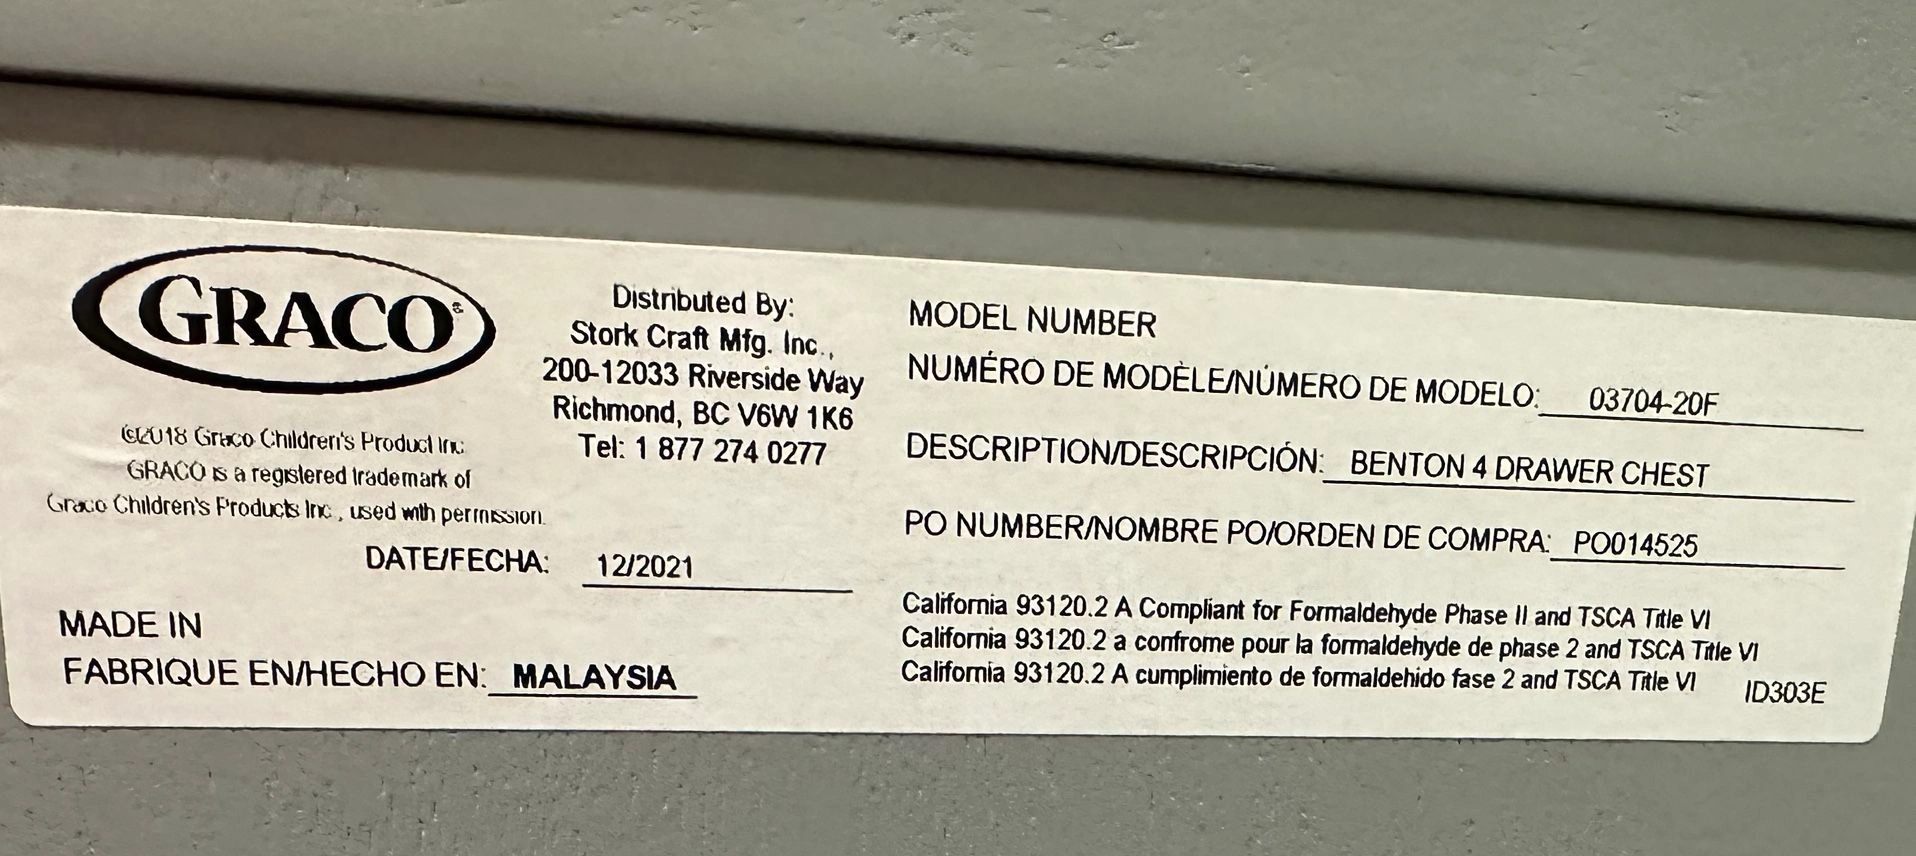 GRACO®
©2018 Graco Children's Product Inc
GRACO is a registered trademark of
Graco Children's Products Inc., used with permission.
DATE/FECHA: 12/2021
MADE IN
FABRIQUE EN/HECHO EN: MALAYSIA
Distributed By:
Stork Craft Mfg. Inc.,
200-12033 Riverside Way
Richmond, BC V6W 1K6
Tel: 1 877 274 0277
MODEL NUMBER
NUMÉRO DE MODÈLE/NÚMERO DE MODELO: 03704-20F
DESCRIPTION/DESCRIPCIÓN: BENTON 4 DRAWER CHEST
PO NUMBER/NOMBRE PO/ORDEN DE COMPRA: PO014525
California 93120.2 A Compliant for Formaldehyde Phase II and TSCA Title VI
California 93120.2 a confrome pour la formaldehyde de phase 2 and TSCA Title VI
California 93120.2 A cumplimiento de formaldehido fase 2 and TSCA Title VI
ID303E